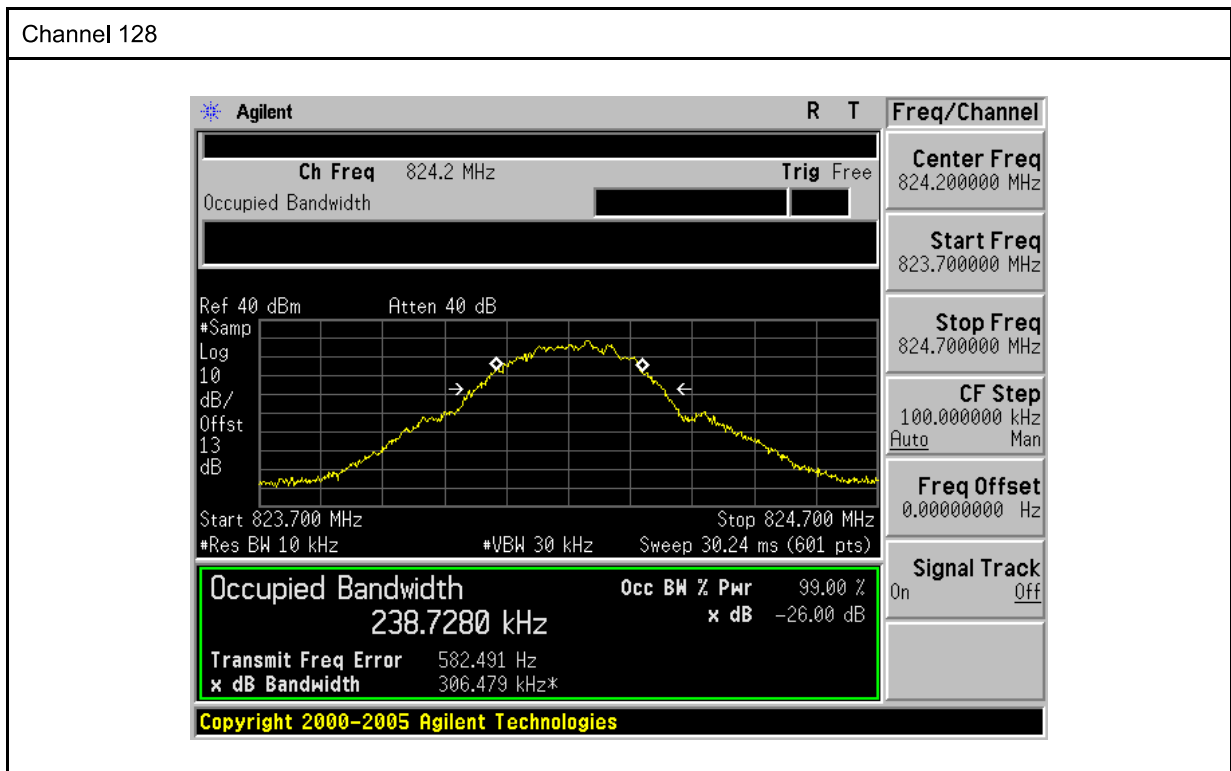 Channel 128
Agilent
R T
Freq/Channel
Ch Freq 824.2 MHz
Trig Free
Occupied Bandwidth
Center Freq
824.200000 MHz
Start Freq
823.700000 MHz
Stop Freq
824.700000 MHz
CF Step
100.000000 kHz
Auto Man
Freq Offset
0.00000000 Hz
Signal Track
On Off
Ref 40 dBm
Atten 40 dB
#Samp
Log
10
dB/
Offst
13
dB
Start 823.700 MHz
Stop 824.700 MHz
#Res BW 10 kHz
#VBW 30 kHz
Sweep 30.24 ms (601 pts)
Occupied Bandwidth
238.7280 kHz
Occ BW % Pwr 99.00 %
x dB -26.00 dB
Transmit Freq Error 582.491 Hz
x dB Bandwidth 306.479 kHz*
Copyright 2000-2005 Agilent Technologies